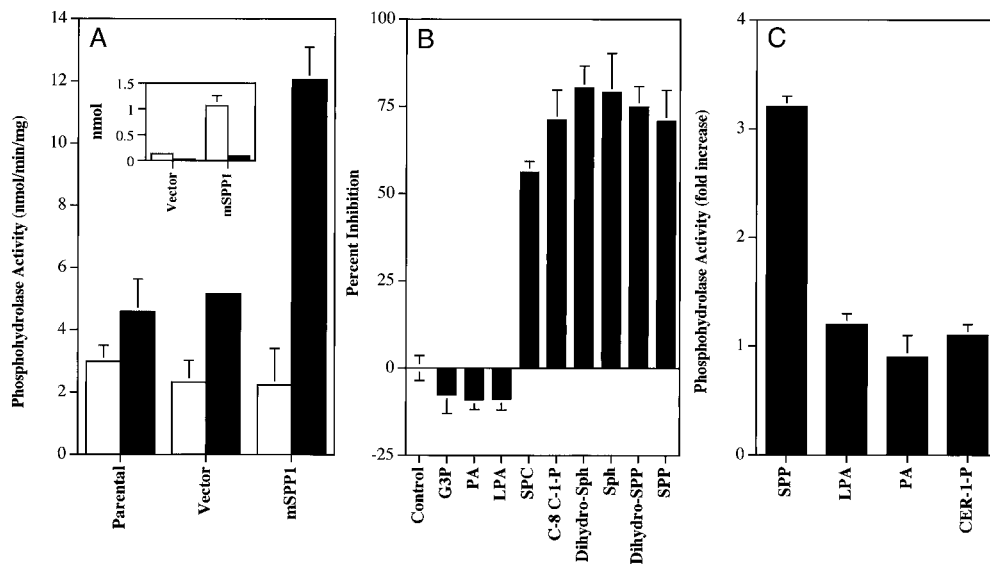 A
Phosphohydrolase Activity (nmol/min/mg)
14
12
10
8
6
4
2
0
Parental
Vector
mSPP1
nmol
1.5
1
0.5
0
Vector
mSPP1
B
Percent Inhibition
100
75
50
25
0
-25
Control
G3P
PA
LPA
SPC
C-8 C-1-P
Dihydro-Sph
Sph
Dihydro-SPP
SPP
C
Phosphohydrolase Activity (fold increase)
4
3
2
1
0
SPP
LPA
PA
CER-1-P